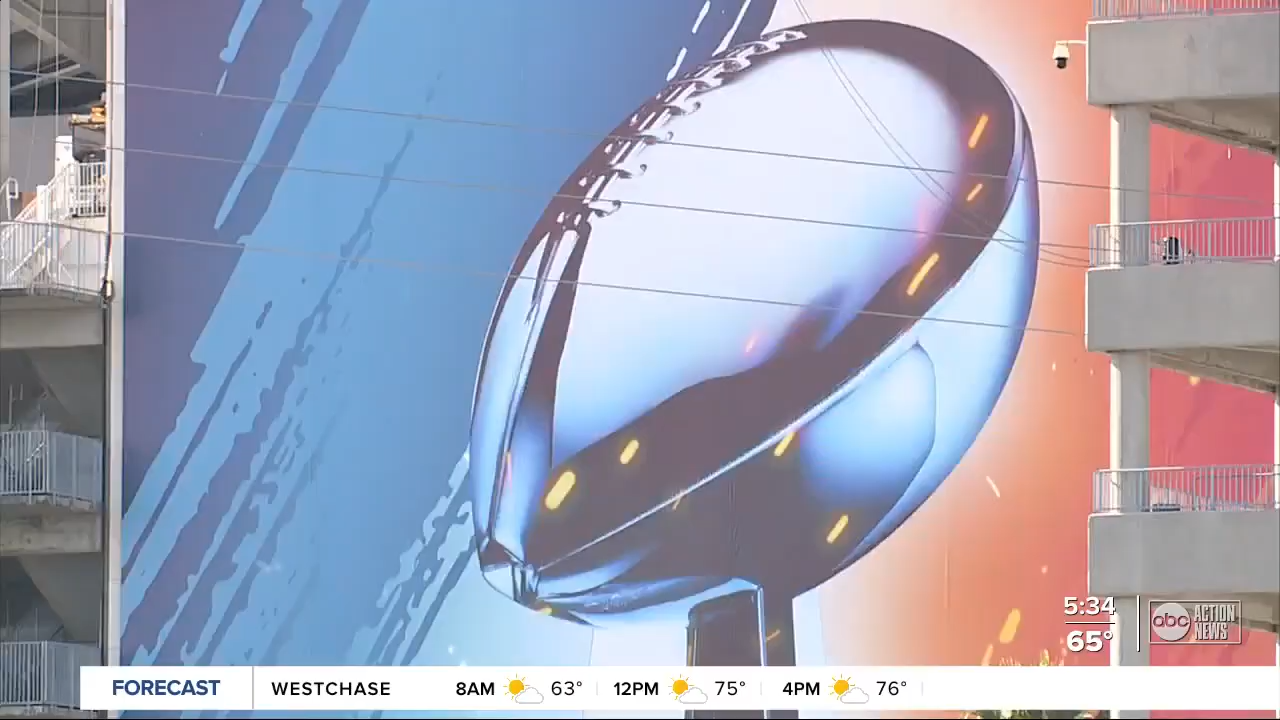 5:34
65°
abc ACTION NEWS
FORECAST WESTCHASE 8AM 63° 12PM 75° 4PM 76°